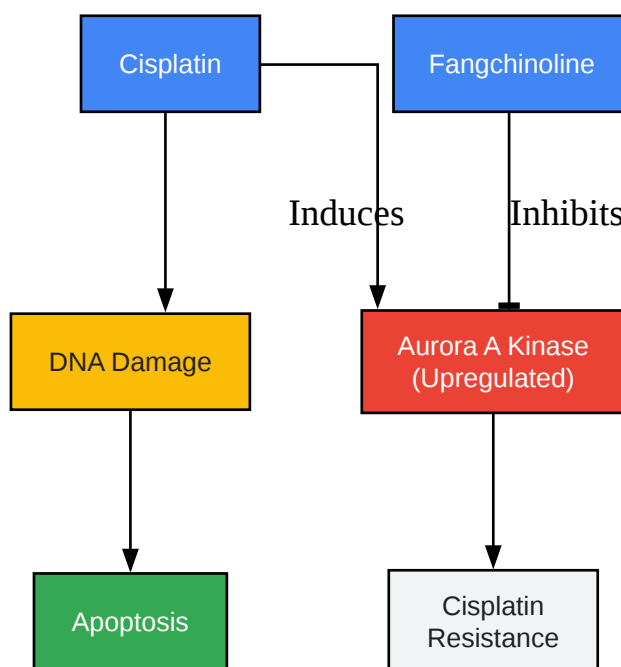 Cisplatin
Fangchinoline
Induces
Inhibits
DNA Damage
Aurora A Kinase
(Upregulated)
Apoptosis
Cisplatin
Resistance